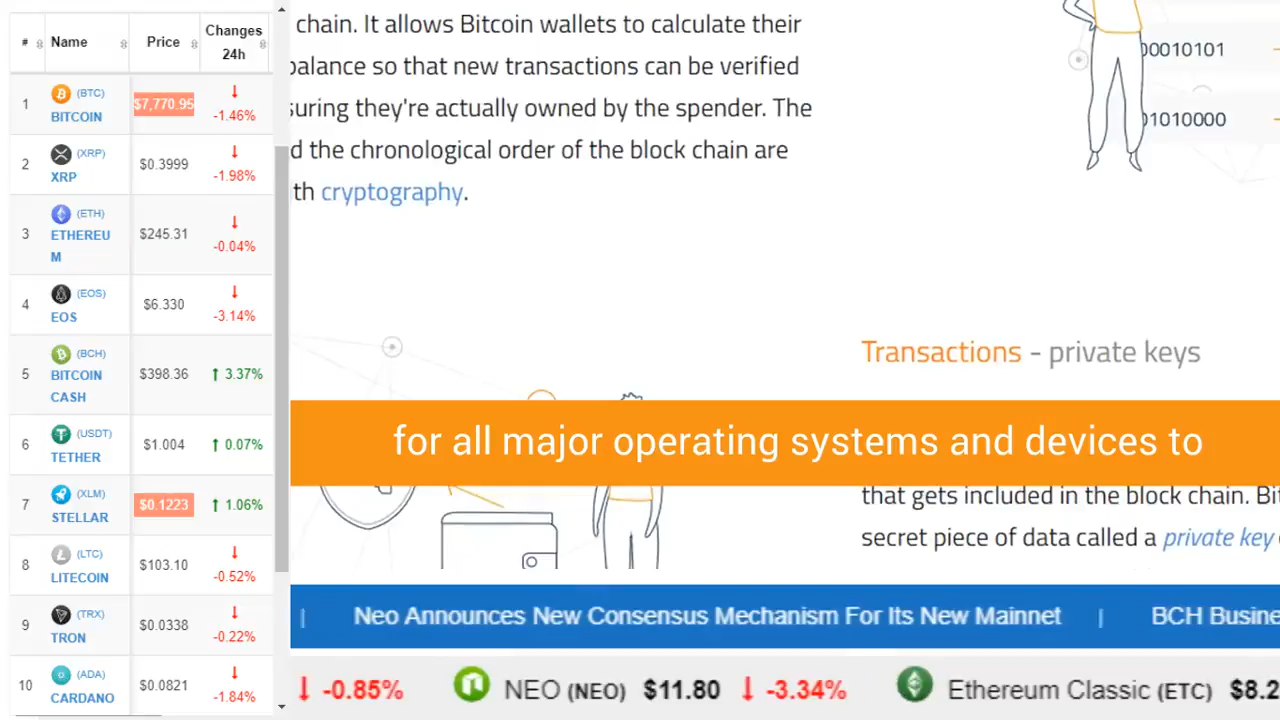 # Name Price Changes 24h
1 (BTC) BITCOIN $7,770.95 -1.46%
2 (XRP) XRP $0.3999 -1.98%
3 (ETH) ETHEREUM $245.31 -0.04%
4 (EOS) EOS $6.330 -3.14%
5 (BCH) BITCOIN CASH $398.36 3.37%
6 (USDT) TETHER $1.004 0.07%
7 (XLM) STELLAR $0.1223 1.06%
8 (LTC) LITECOIN $103.10 -0.52%
9 (TRX) TRON $0.0338 -0.22%
10 (ADA) CARDANO $0.0821 -1.84%
chain. It allows Bitcoin wallets to calculate their
balance so that new transactions can be verified
suring they're actually owned by the spender. The
d the chronological order of the block chain are
th cryptography.
00010101
01010000
Transactions - private keys
for all major operating systems and devices to
that gets included in the block chain. Bi
secret piece of data called a private key
| Neo Announces New Consensus Mechanism For Its New Mainnet | BCH Busine
-0.85% NEO (NEO) $11.80 -3.34% Ethereum Classic (ETC) $8.2